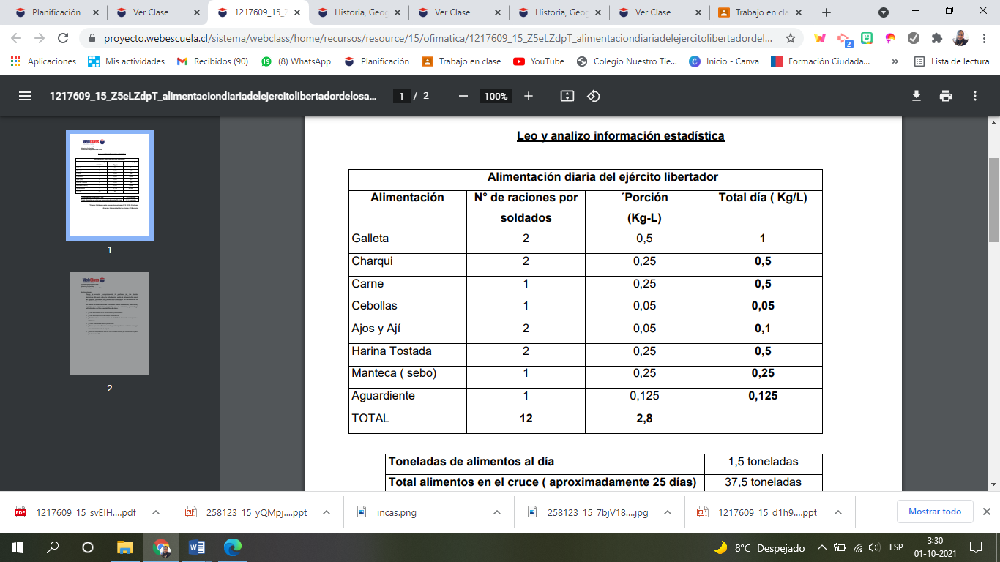 Planificación
Ver Clase
1217609_15_Z
Historia, Geog
Ver Clase
Historia, Geog
Ver Clase
Trabajo en cla
proyecto.webescuela.cl/sistema/webclass/home/recursos/resource/15/ofimatica/1217609_15_Z5eLZdpT_alimentaciondiariadelejercitolibertadordel...
2
Aplicaciones
Mis actividades
Recibidos (90)
19
(8) WhatsApp
Planificación
Trabajo en clase
YouTube
Colegio Nuestro Tie...
Inicio - Canva
Formación Ciudada...
»
Lista de lectura
1217609_15_Z5eLZdpT_alimentaciondiariadelejercitolibertadordelosa...
1 / 2
100%
Leo y analizo información estadística
Alimentación diaria del ejército libertador
Alimentación N° de raciones por soldados ´Porción (Kg-L) Total día ( Kg/L)
Galleta 2 0,5 1
Charqui 2 0,25 0,5
Carne 1 0,25 0,5
Cebollas 1 0,05 0,05
Ajos y Ají 2 0,05 0,1
Harina Tostada 2 0,25 0,5
Manteca ( sebo) 1 0,25 0,25
Aguardiente 1 0,125 0,125
TOTAL 12 2,8
Toneladas de alimentos al día 1,5 toneladas
Total alimentos en el cruce ( aproximadamente 25 días) 37,5 toneladas
WebClass
1
WebClass
2
1217609_15_svEIH....pdf
258123_15_yQMpj....ppt
incas.png
258123_15_7bjV18....jpg
1217609_15_d1h9....ppt
Mostrar todo
8°C Despejado
ESP
3:30
01-10-2021